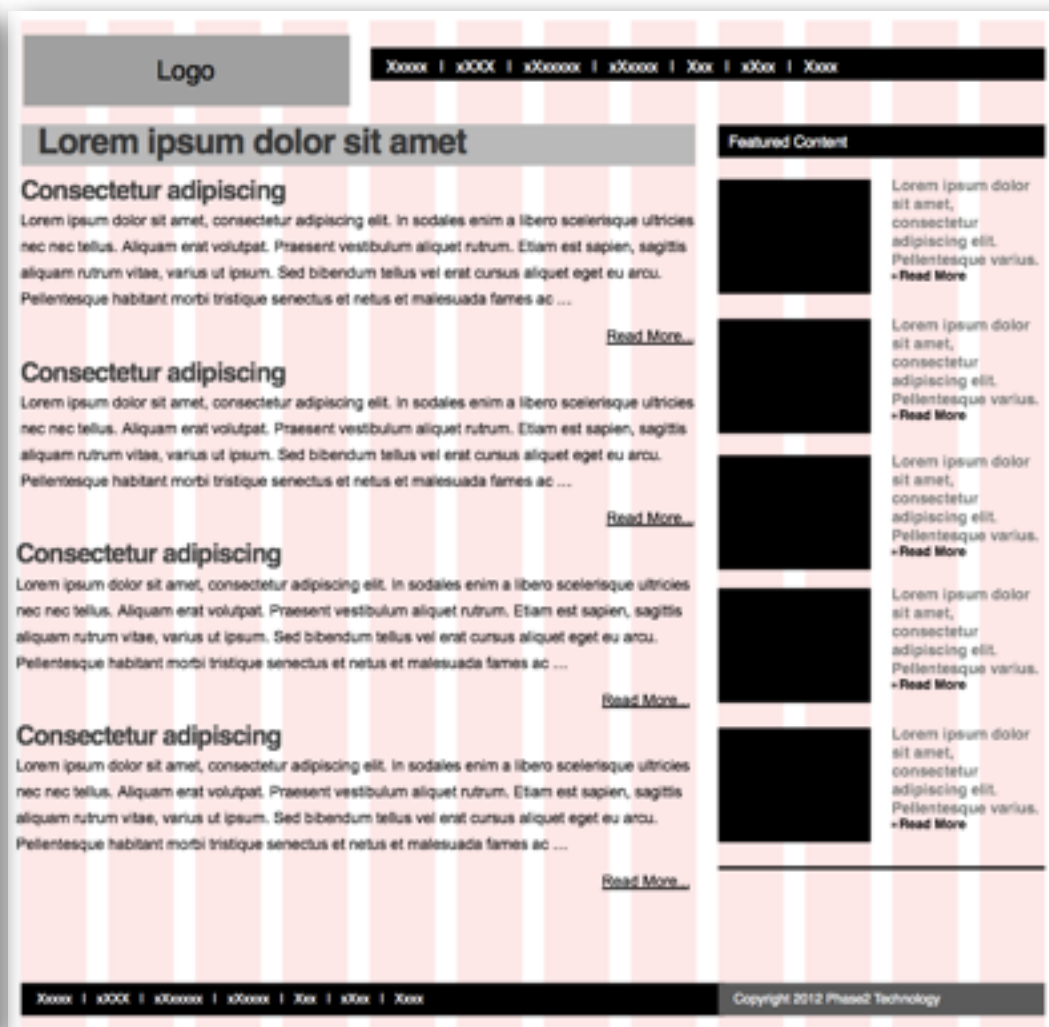 Logo
Xxxxx | xXXX | xXxxxxx | xXxxxx | Xxx | xXxx | Xxxx
Lorem ipsum dolor sit amet
Consectetur adipiscing
Lorem ipsum dolor sit amet, consectetur adipiscing elit. In sodales enim a libero scelerisque ultricies
nec nec tellus. Aliquam erat volutpat. Praesent vestibulum aliquet rutrum. Etiam est sapien, sagittis
aliquam rutrum vitae, varius ut ipsum. Sed bibendum tellus vel erat cursus aliquet eget eu arcu.
Pellentesque habitant morbi tristique senectus et netus et malesuada fames ac ...
Read More...
Consectetur adipiscing
Lorem ipsum dolor sit amet, consectetur adipiscing elit. In sodales enim a libero scelerisque ultricies
nec nec tellus. Aliquam erat volutpat. Praesent vestibulum aliquet rutrum. Etiam est sapien, sagittis
aliquam rutrum vitae, varius ut ipsum. Sed bibendum tellus vel erat cursus aliquet eget eu arcu.
Pellentesque habitant morbi tristique senectus et netus et malesuada fames ac ...
Read More...
Consectetur adipiscing
Lorem ipsum dolor sit amet, consectetur adipiscing elit. In sodales enim a libero scelerisque ultricies
nec nec tellus. Aliquam erat volutpat. Praesent vestibulum aliquet rutrum. Etiam est sapien, sagittis
aliquam rutrum vitae, varius ut ipsum. Sed bibendum tellus vel erat cursus aliquet eget eu arcu.
Pellentesque habitant morbi tristique senectus et netus et malesuada fames ac ...
Read More...
Consectetur adipiscing
Lorem ipsum dolor sit amet, consectetur adipiscing elit. In sodales enim a libero scelerisque ultricies
nec nec tellus. Aliquam erat volutpat. Praesent vestibulum aliquet rutrum. Etiam est sapien, sagittis
aliquam rutrum vitae, varius ut ipsum. Sed bibendum tellus vel erat cursus aliquet eget eu arcu.
Pellentesque habitant morbi tristique senectus et netus et malesuada fames ac ...
Read More...
Featured Content
Lorem ipsum dolor
sit amet,
consectetur
adipiscing elit.
Pellentesque varius.
» Read More
Lorem ipsum dolor
sit amet,
consectetur
adipiscing elit.
Pellentesque varius.
» Read More
Lorem ipsum dolor
sit amet,
consectetur
adipiscing elit.
Pellentesque varius.
» Read More
Lorem ipsum dolor
sit amet,
consectetur
adipiscing elit.
Pellentesque varius.
» Read More
Lorem ipsum dolor
sit amet,
consectetur
adipiscing elit.
Pellentesque varius.
» Read More
Xxxxx | xXXX | xXxxxxx | xXxxxx | Xxx | xXxx | Xxxx
Copyright 2012 Phase2 Technology